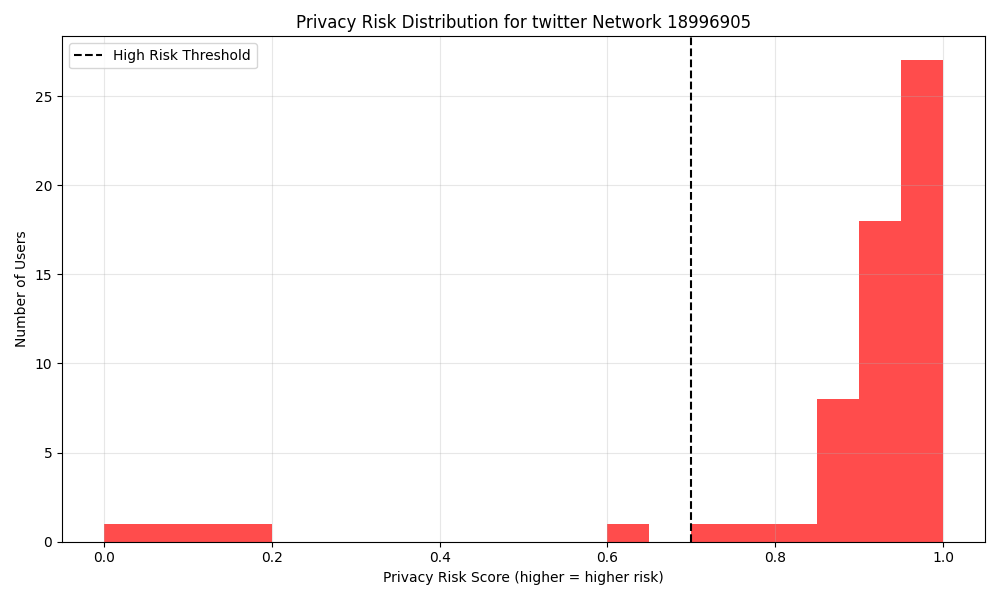 Privacy Risk Distribution for twitter Network 18996905
High Risk Threshold
Number of Users
25
20
15
10
5
0
0.0 0.2 0.4 0.6 0.8 1.0
Privacy Risk Score (higher = higher risk)